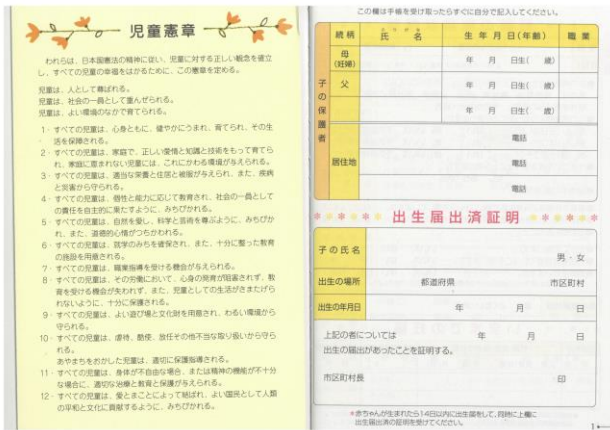 児童憲章
われらは、日本国憲法の精神に従い、児童に対する正しい観念を確立
し、すべての児童の幸福をはかるために、この憲章を定める。
児童は、人として尊ばれる。
児童は、社会の一員として重んぜられる。
児童は、よい環境のなかで育てられる。
1・すべての児童は、心身ともに、健やかにうまれ、育てられ、その生
活を保障される。
2・すべての児童は、家庭で、正しい愛情と知識と技術をもって育てら
れ、家庭に恵まれない児童には、これにかわる環境が与えられる。
3・すべての児童は、適当な栄養と住居と被服が与えられ、また、疾病
と災害から守られる。
4・すべての児童は、個性と能力に応じて教育され、社会の一員として
の責任を自主的に果たすように、みちびかれる。
5・すべての児童は、自然を愛し、科学と芸術を尊ぶように、みちびか
れ、また、道徳的心情がつちかわれる。
6・すべての児童は、就学のみちを確保され、また、十分に整った教育
の施設を用意される。
7・すべての児童は、職業指導を受ける機会が与えられる。
8・すべての児童は、その労働において、心身の発育が阻害されず、教
育を受ける機会が失われず、また、児童としての生活がさまたげら
れないように、十分に保護される。
9・すべての児童は、よい遊び場と文化財を用意され、わるい環境から
守られる。
10・すべての児童は、虐待、酷使、放任その他不当な取り扱いから守ら
れる。
あやまちをおかした児童は、適切に保護指導される。
11・すべての児童は、身体が不自由な場合、または精神の機能が不十分
な場合に、適切な治療と教育と保護が与えられる。
12・すべての児童は、愛とまことによって結ばれ、よい国民として人類
の平和と文化に貢献するように、みちびかれる。
この欄は手帳を受け取ったらすぐに自分で記入してください。
続柄 氏名 生年月日(年齢) 職業
子の保護者
母(妊婦) 年 月 日生( 歳)
父 年 月 日生( 歳)
年 月 日生( 歳)
居住地
電話
電話
電話
出生届出済証明
子の氏名 男・女
出生の場所 都道府県 市区町村
出生の年月日 年 月 日
上記の者については 年 月 日
出生の届出があったことを証明する。
市区町村長 印
*赤ちゃんが生まれたら14日以内に出生届をして、同時に上欄に
出生届出済の証明を受けてください。
1